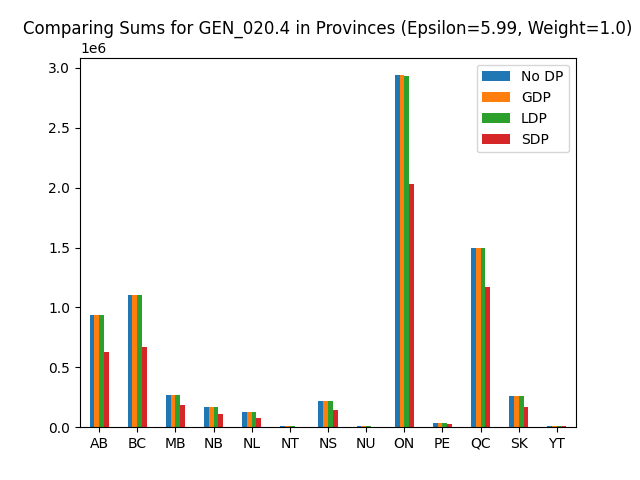 Comparing Sums for GEN_020.4 in Provinces (Epsilon=5.99, Weight=1.0)
1e6
3.0
2.5
2.0
1.5
1.0
0.5
0.0
No DP
GDP
LDP
SDP
AB BC MB NB NL NT NS NU ON PE QC SK YT